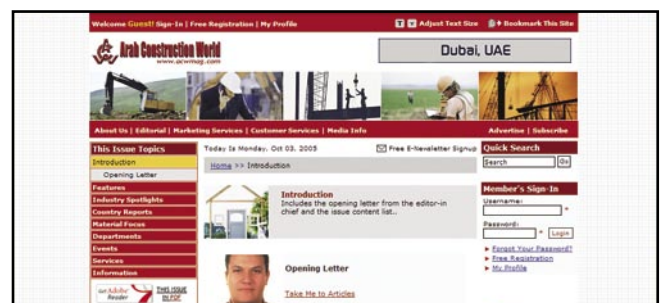 Welcome Guest! Sign-In | Free Registration | My Profile
T T Adjust Text Size + Bookmark This Site
Arab Construction World
www.acwmag.com
Dubai, UAE
About Us | Editorial | Marketing Services | Customer Services | Media Info
Advertise | Subscribe
This Issue Topics
Introduction
Opening Letter
Features
Industry Spotlights
Country Reports
Material Focus
Departments
Events
Services
Information
Get Adobe Reader
THIS ISSUE
in PDF
Today Is Monday, Oct 03, 2005
Free E-Newsletter Signup
Home >> Introduction
Introduction
Includes the opening letter from the editor-in
chief and the issue content list..
Opening Letter
Take Me to Articles
Quick Search
Search Go
Member's Sign-In
Username:
*
Password:
* Login
Forgot Your Password?
Free Registration
My Profile